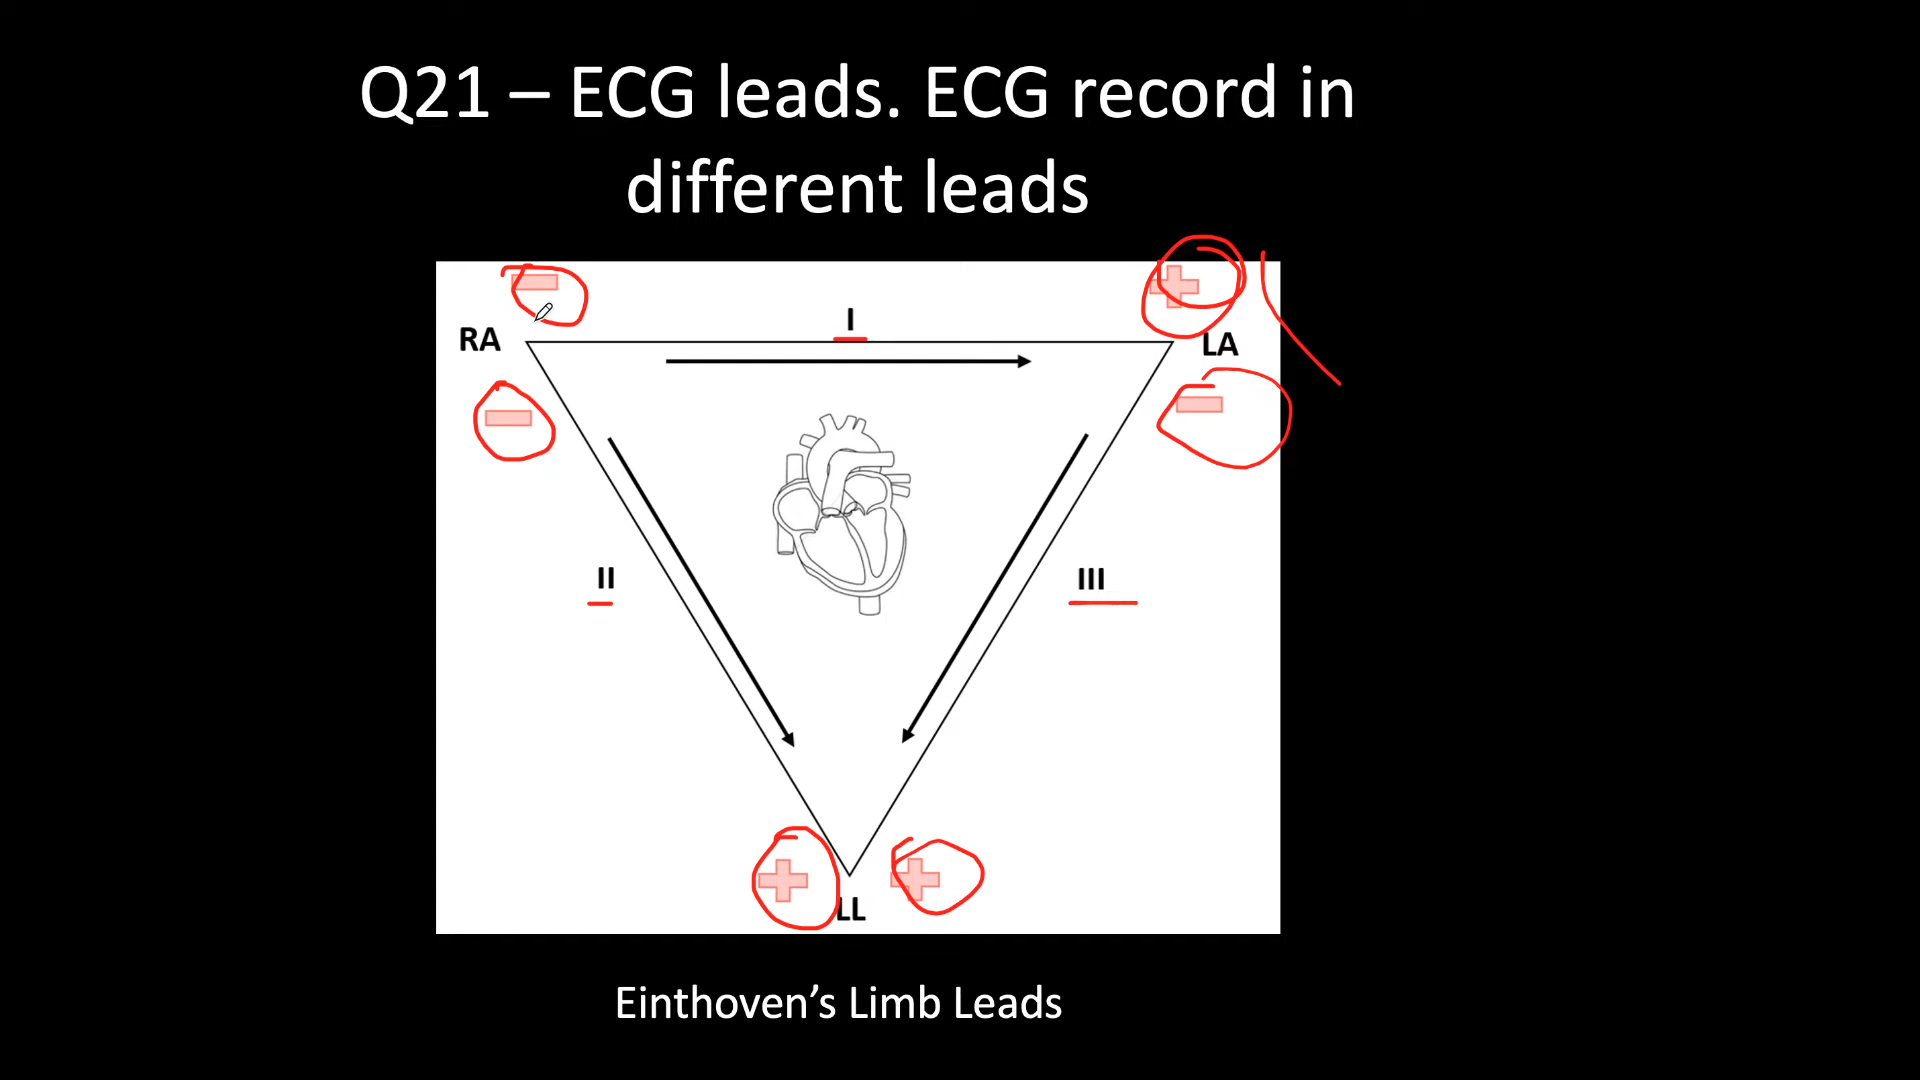 Q21 – ECG leads. ECG record in
different leads
I
RA
LA
II
III
LL
Einthoven’s Limb Leads